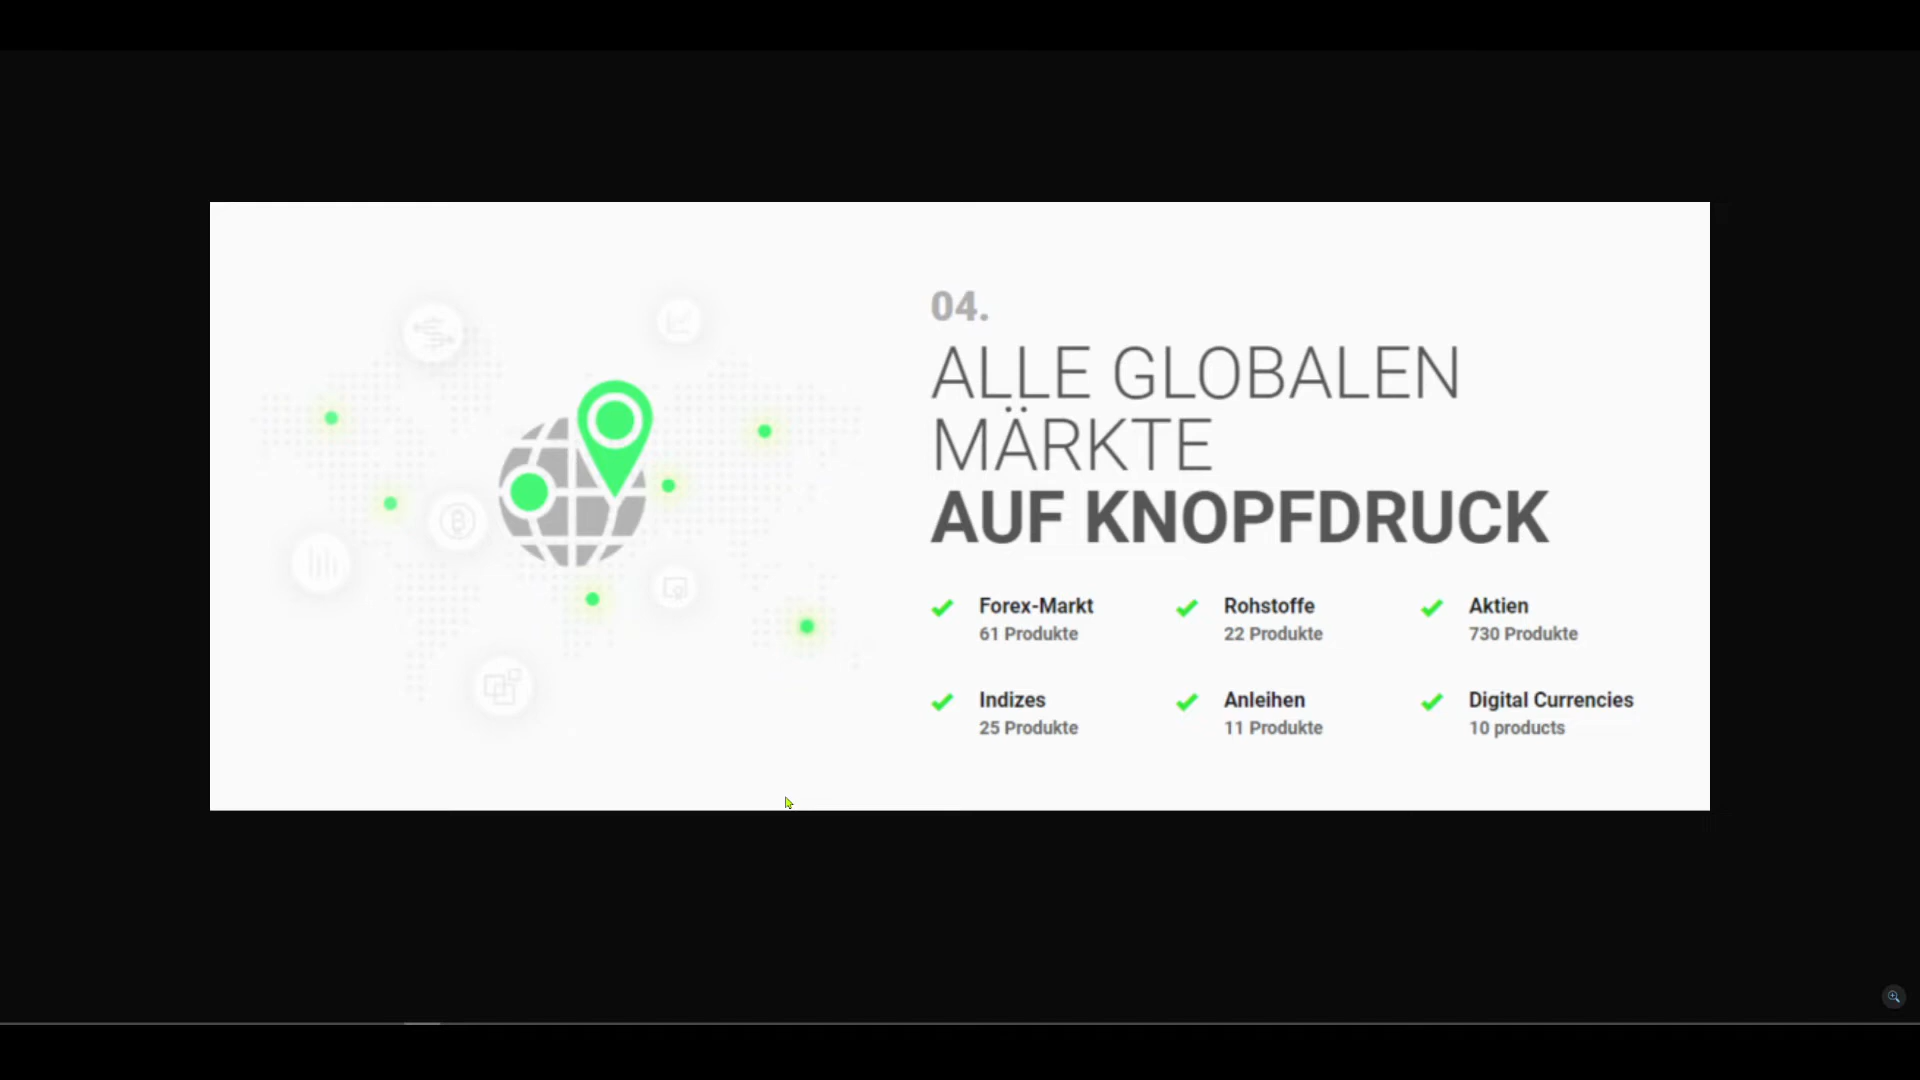 04.
ALLE GLOBALEN
MÄRKTE
AUF KNOPFDRUCK
Forex-Markt
61 Produkte
Rohstoffe
22 Produkte
Aktien
730 Produkte
Indizes
25 Produkte
Anleihen
11 Produkte
Digital Currencies
10 products